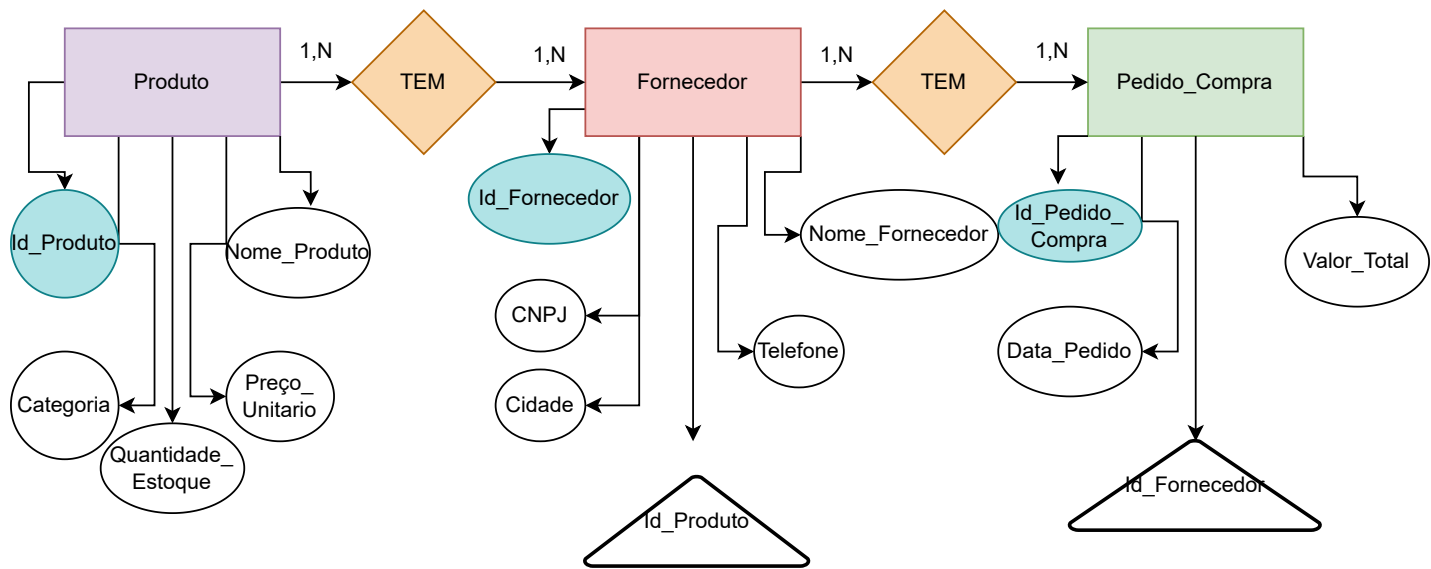 Produto
1,N
TEM
1,N
Fornecedor
1,N
TEM
1,N
Pedido_Compra
Id_Produto
Nome_Produto
Id_Fornecedor
Nome_Fornecedor
Id_Pedido_
Compra
Valor_Total
CNPJ
Telefone
Data_Pedido
Categoria
Preço_
Unitario
Cidade
Quantidade_
Estoque
Id_Produto
Id_Fornecedor